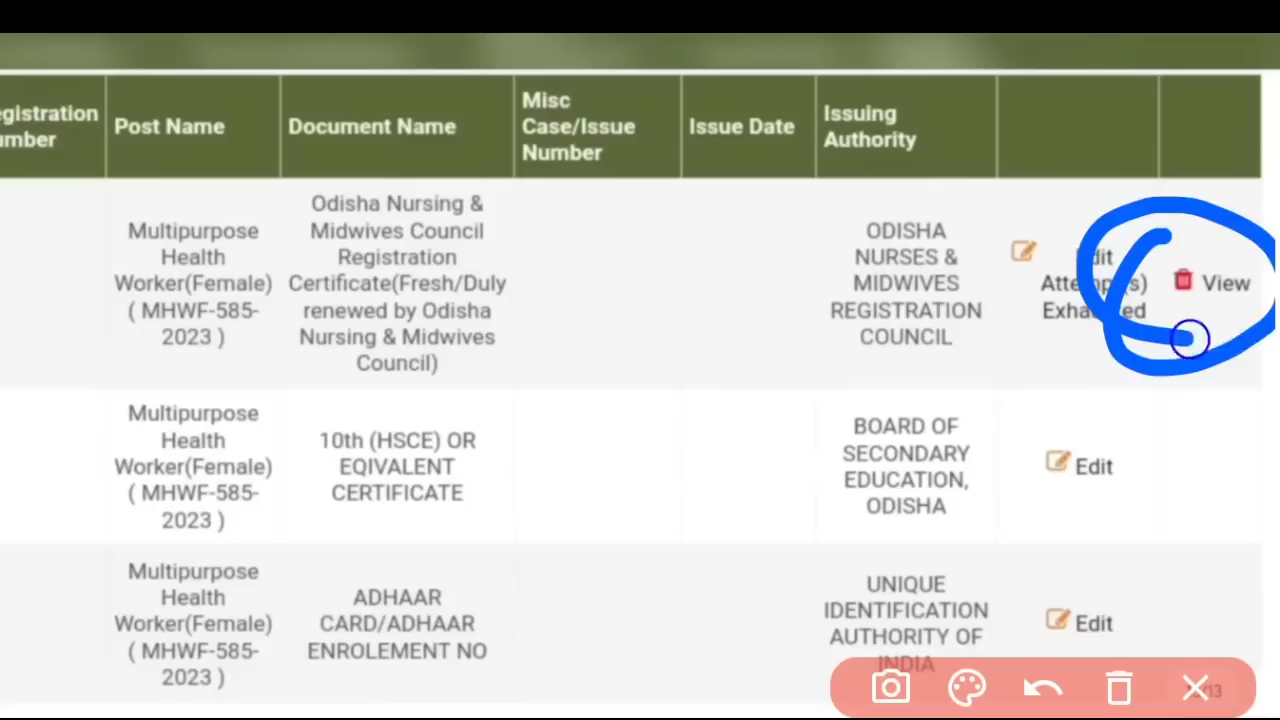 egistration
umber
Post Name
Document Name
Misc
Case/Issue
Number
Issue Date
Issuing
Authority
Multipurpose
Health
Worker(Female)
( MHWF-585-
2023 )
Odisha Nursing &
Midwives Council
Registration
Certificate(Fresh/Duly
renewed by Odisha
Nursing & Midwives
Council)
ODISHA
NURSES &
MIDWIVES
REGISTRATION
COUNCIL
Edit
Attempt(s)
Exhausted
View
Multipurpose
Health
Worker(Female)
( MHWF-585-
2023 )
10th (HSCE) OR
EQIVALENT
CERTIFICATE
BOARD OF
SECONDARY
EDUCATION,
ODISHA
Edit
Multipurpose
Health
Worker(Female)
( MHWF-585-
2023 )
ADHAAR
CARD/ADHAAR
ENROLEMENT NO
UNIQUE
IDENTIFICATION
AUTHORITY OF
INDIA
Edit